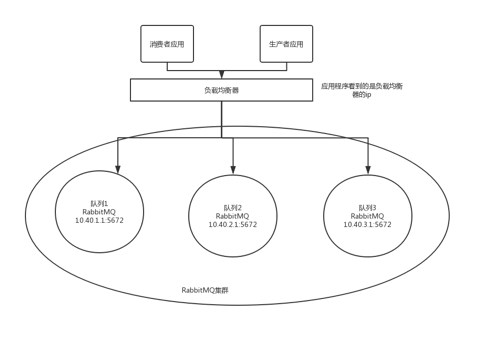 消费者应用
生产者应用
负载均衡器
应用程序看到的是负载均衡
器的ip
队列1
RabbitMQ
10.40.1.1:5672
队列2
RabbitMQ
10.40.2.1:5672
队列3
RabbitMQ
10.40.3.1:5672
RabbitMQ集群